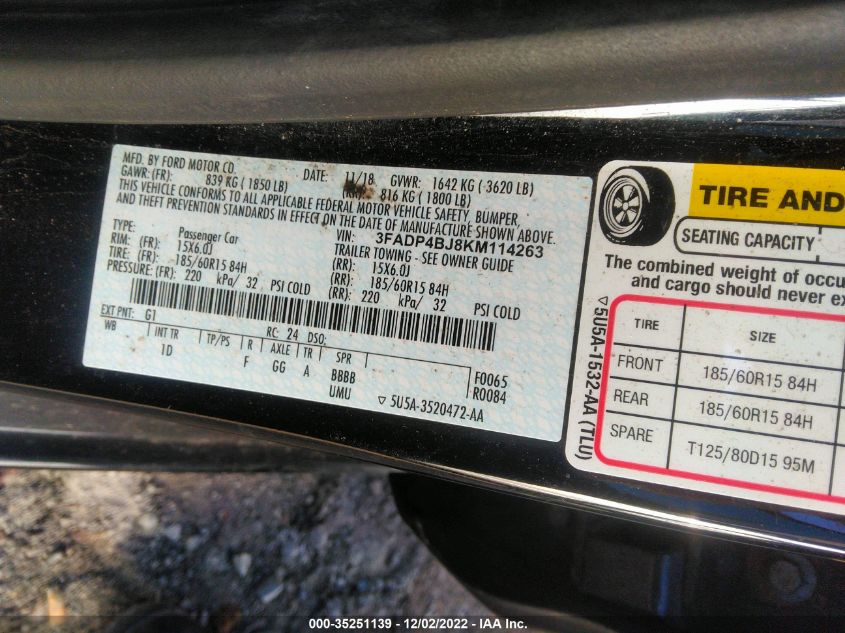 MFD. BY FORD MOTOR CO.
DATE: 11/18 GVWR: 1642 KG ( 3620 LB)
GAWR: (FR): 839 KG ( 1850 LB) 816 KG ( 1800 LB)
THIS VEHICLE CONFORMS TO ALL APPLICABLE FEDERAL MOTOR VEHICLE SAFETY, BUMPER,
AND THEFT PREVENTION STANDARDS IN EFFECT ON THE DATE OF MANUFACTURE SHOWN ABOVE.
VIN: 3FADP4BJ8KM114263
TYPE: Passenger Car TRAILER TOWING - SEE OWNER GUIDE
RIM: (FR): 15X6.0J (RR): 15X6.0J
TIRE: (FR): 185/60R15 84H (RR): 185/60R15 84H
PRESSURE: (FR): 220 kPa/ 32 PSI COLD (RR): 220 kPa/ 32 PSI COLD
EXT PNT: G1 RC: 24 DSO:
WB INT TR TP/PS R AXLE TR SPR
1D F GG A BBBB
UMU
F0065
R0084
▽ 5U5A-3520472-AA
TIRE AND
SEATING CAPACITY
The combined weight of occu
and cargo should never ex
▽5U5A-1532-AA (TL0)
TIRE SIZE
FRONT 185/60R15 84H
REAR 185/60R15 84H
SPARE T125/80D15 95M
000-35251139 - 12/02/2022 - IAA Inc.